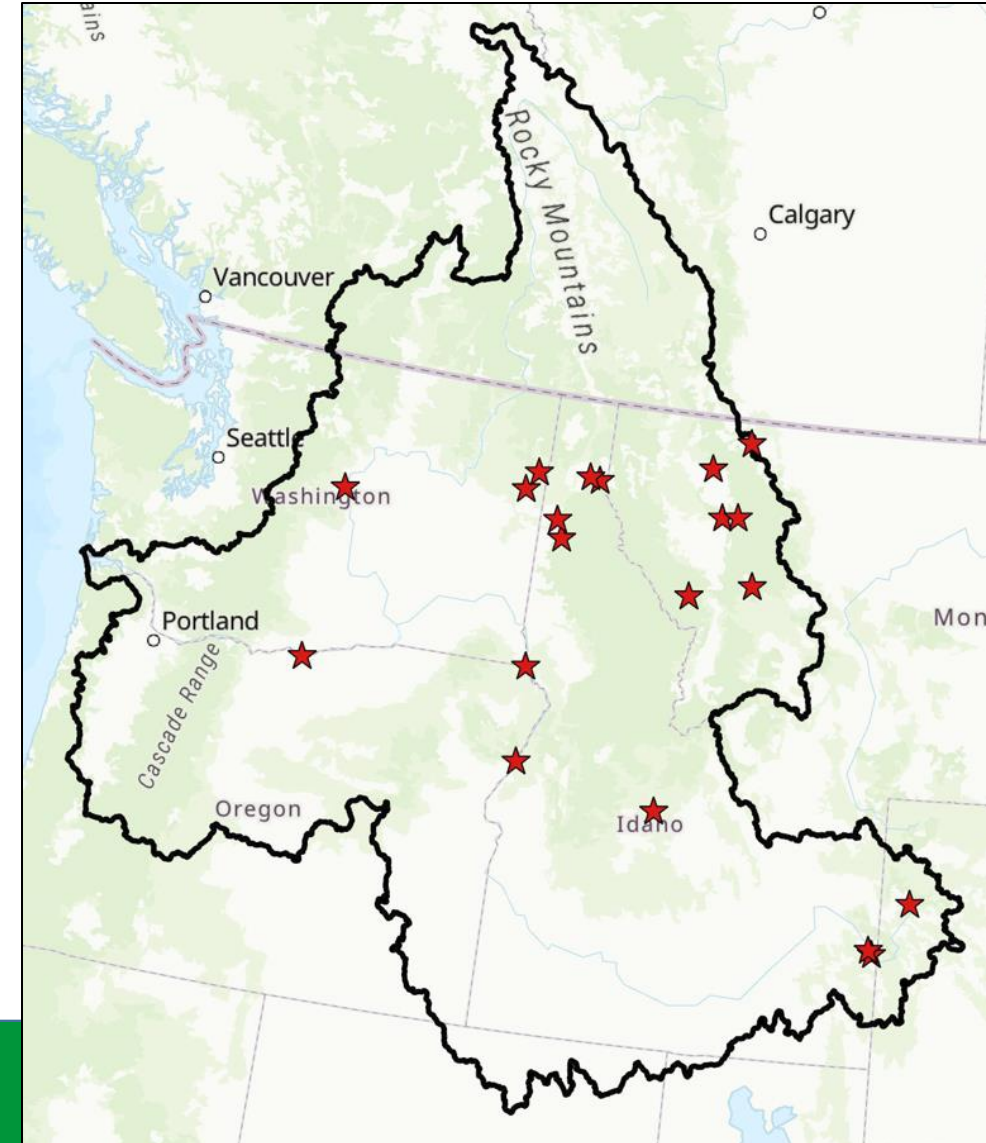 ains
Rocky Mountains
Calgary
Vancouver
Seattle
Washington
Portland
Mon
Cascade Range
Oregon
Idaho